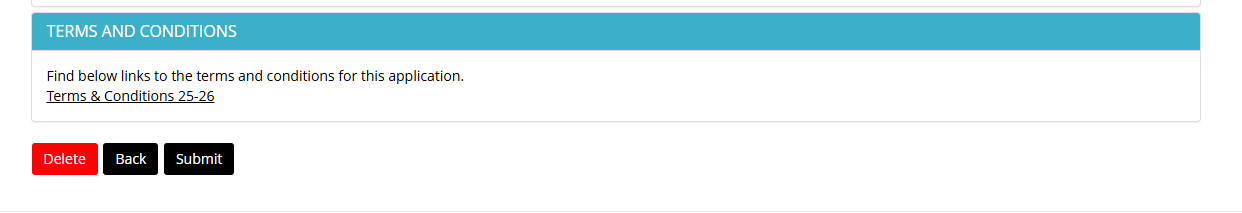 TERMS AND CONDITIONS
Find below links to the terms and conditions for this application.
Terms & Conditions 25-26
Delete Back Submit